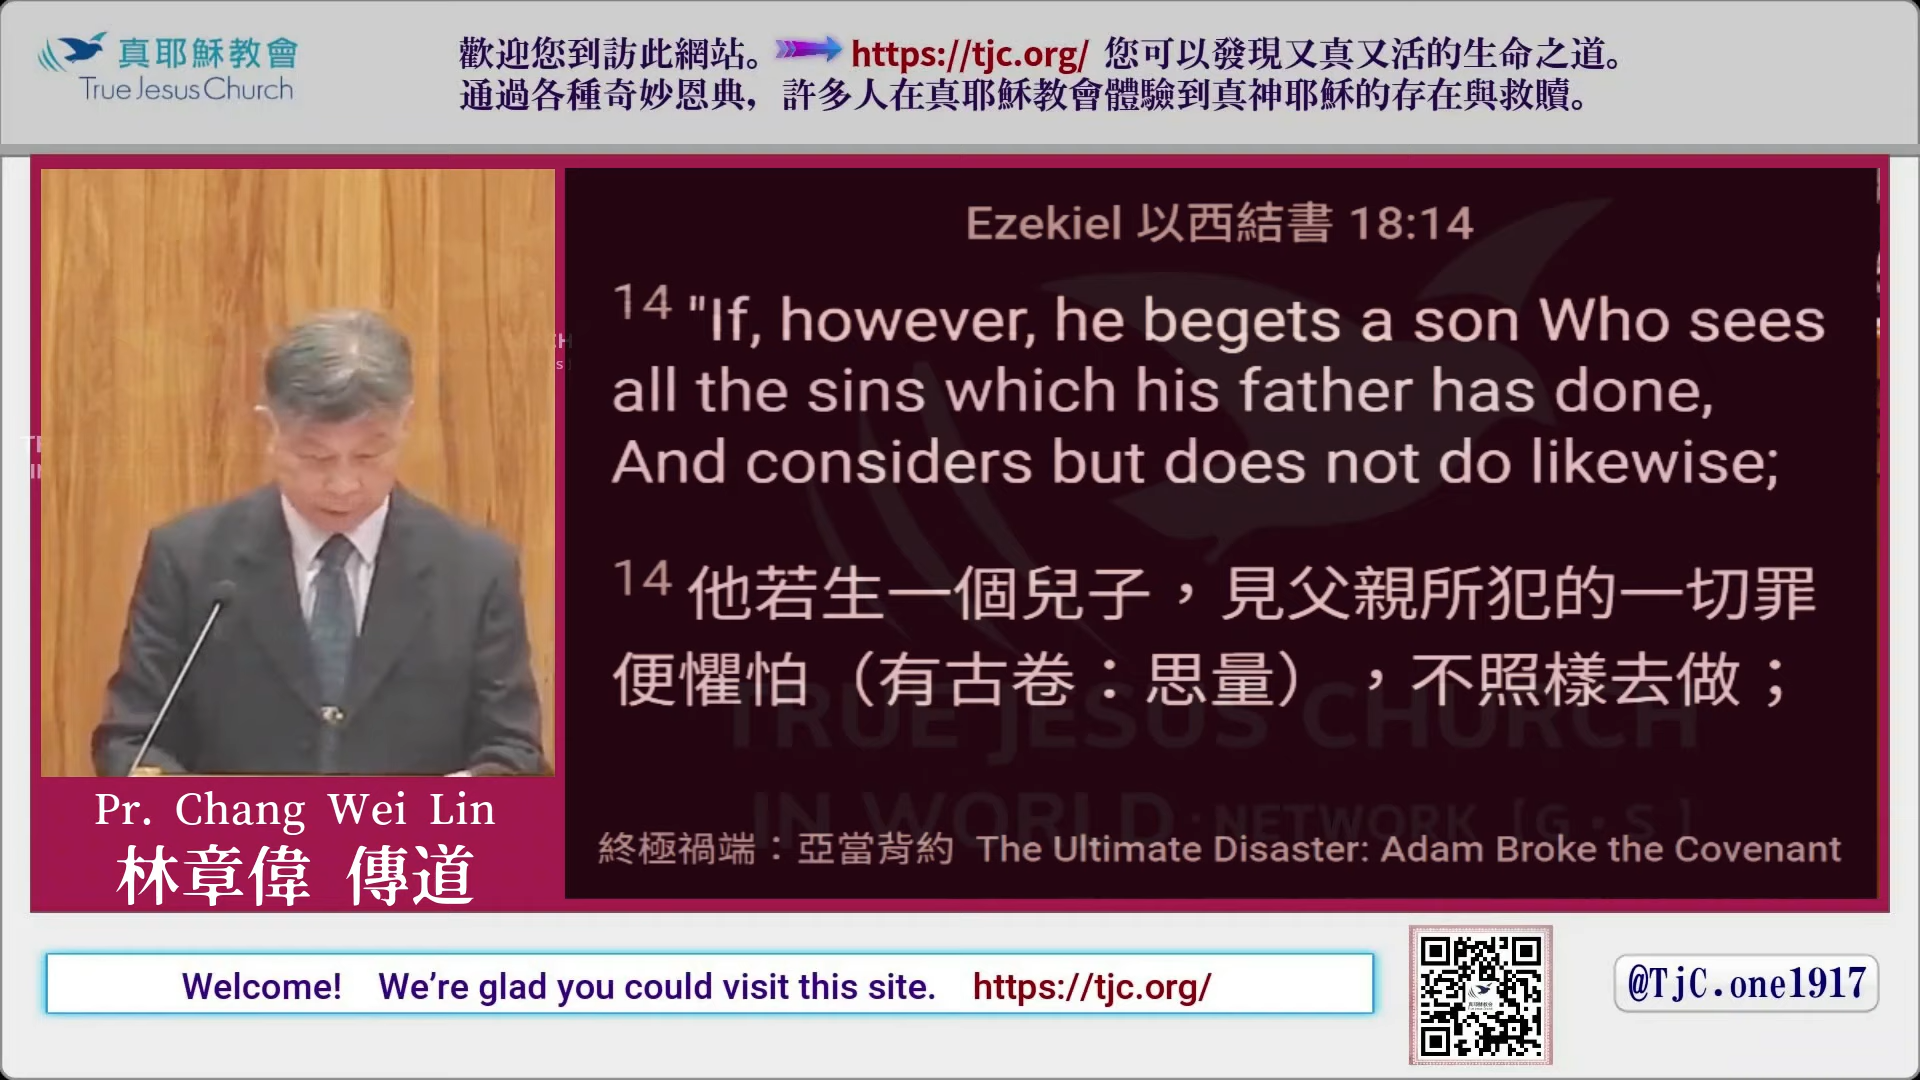 真耶穌教會
True Jesus Church
歡迎您到訪此網站。 https://tjc.org/ 您可以發現又真又活的生命之道。
通過各種奇妙恩典，許多人在真耶穌教會體驗到真神耶穌的存在與救贖。
Ezekiel 以西結書 18:14
14 "If, however, he begets a son Who sees
all the sins which his father has done,
And considers but does not do likewise;
14 他若生一個兒子，見父親所犯的一切罪
便懼怕（有古卷：思量），不照樣去做；
TRUE JESUS CHURCH
IN WORLD · NETWORK [ G · S ]
終極禍端：亞當背約 The Ultimate Disaster: Adam Broke the Covenant
Pr. Chang Wei Lin
林章偉 傳道
Welcome! We’re glad you could visit this site. https://tjc.org/
@TjC.one1917